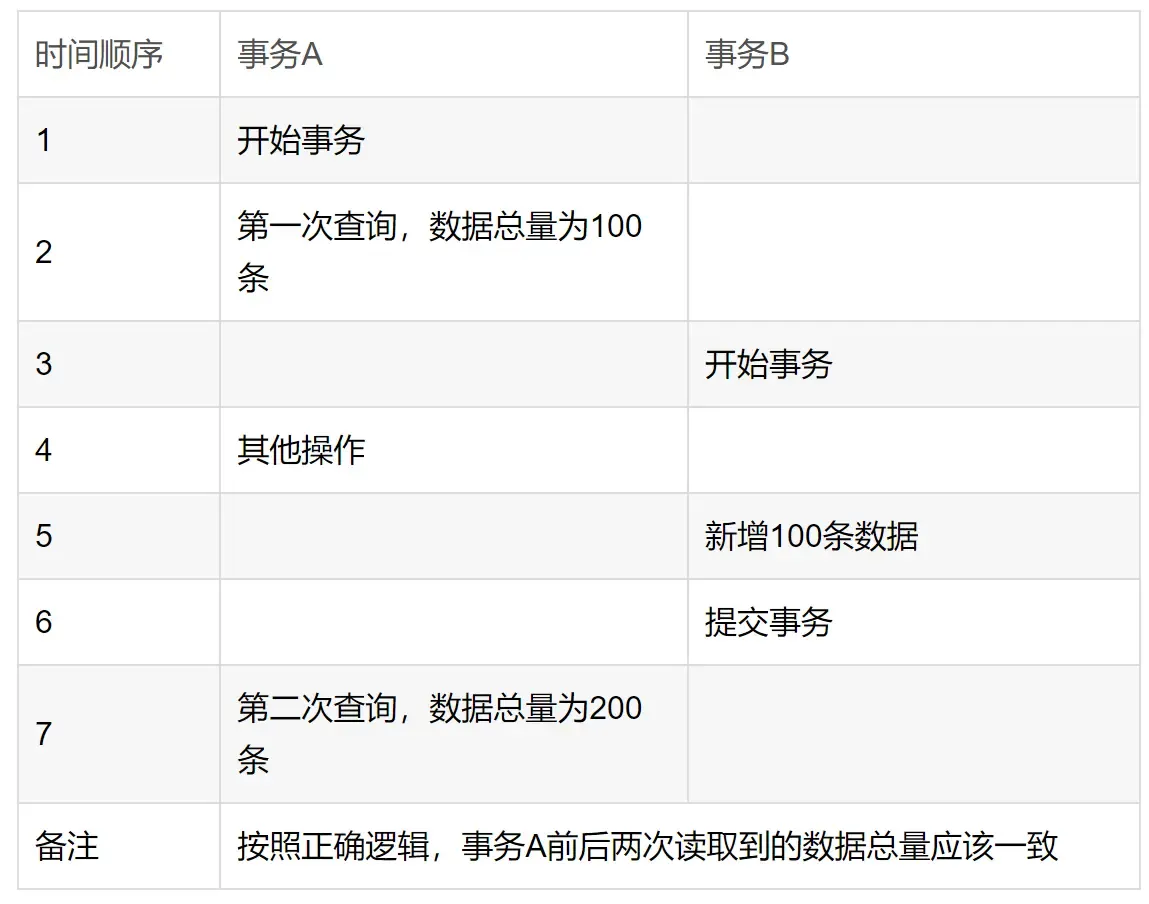 时间顺序 事务A 事务B
1 开始事务
2 第一次查询，数据总量为100
条
3 开始事务
4 其他操作
5 新增100条数据
6 提交事务
7 第二次查询，数据总量为200
条
备注 按照正确逻辑，事务A前后两次读取到的数据总量应该一致